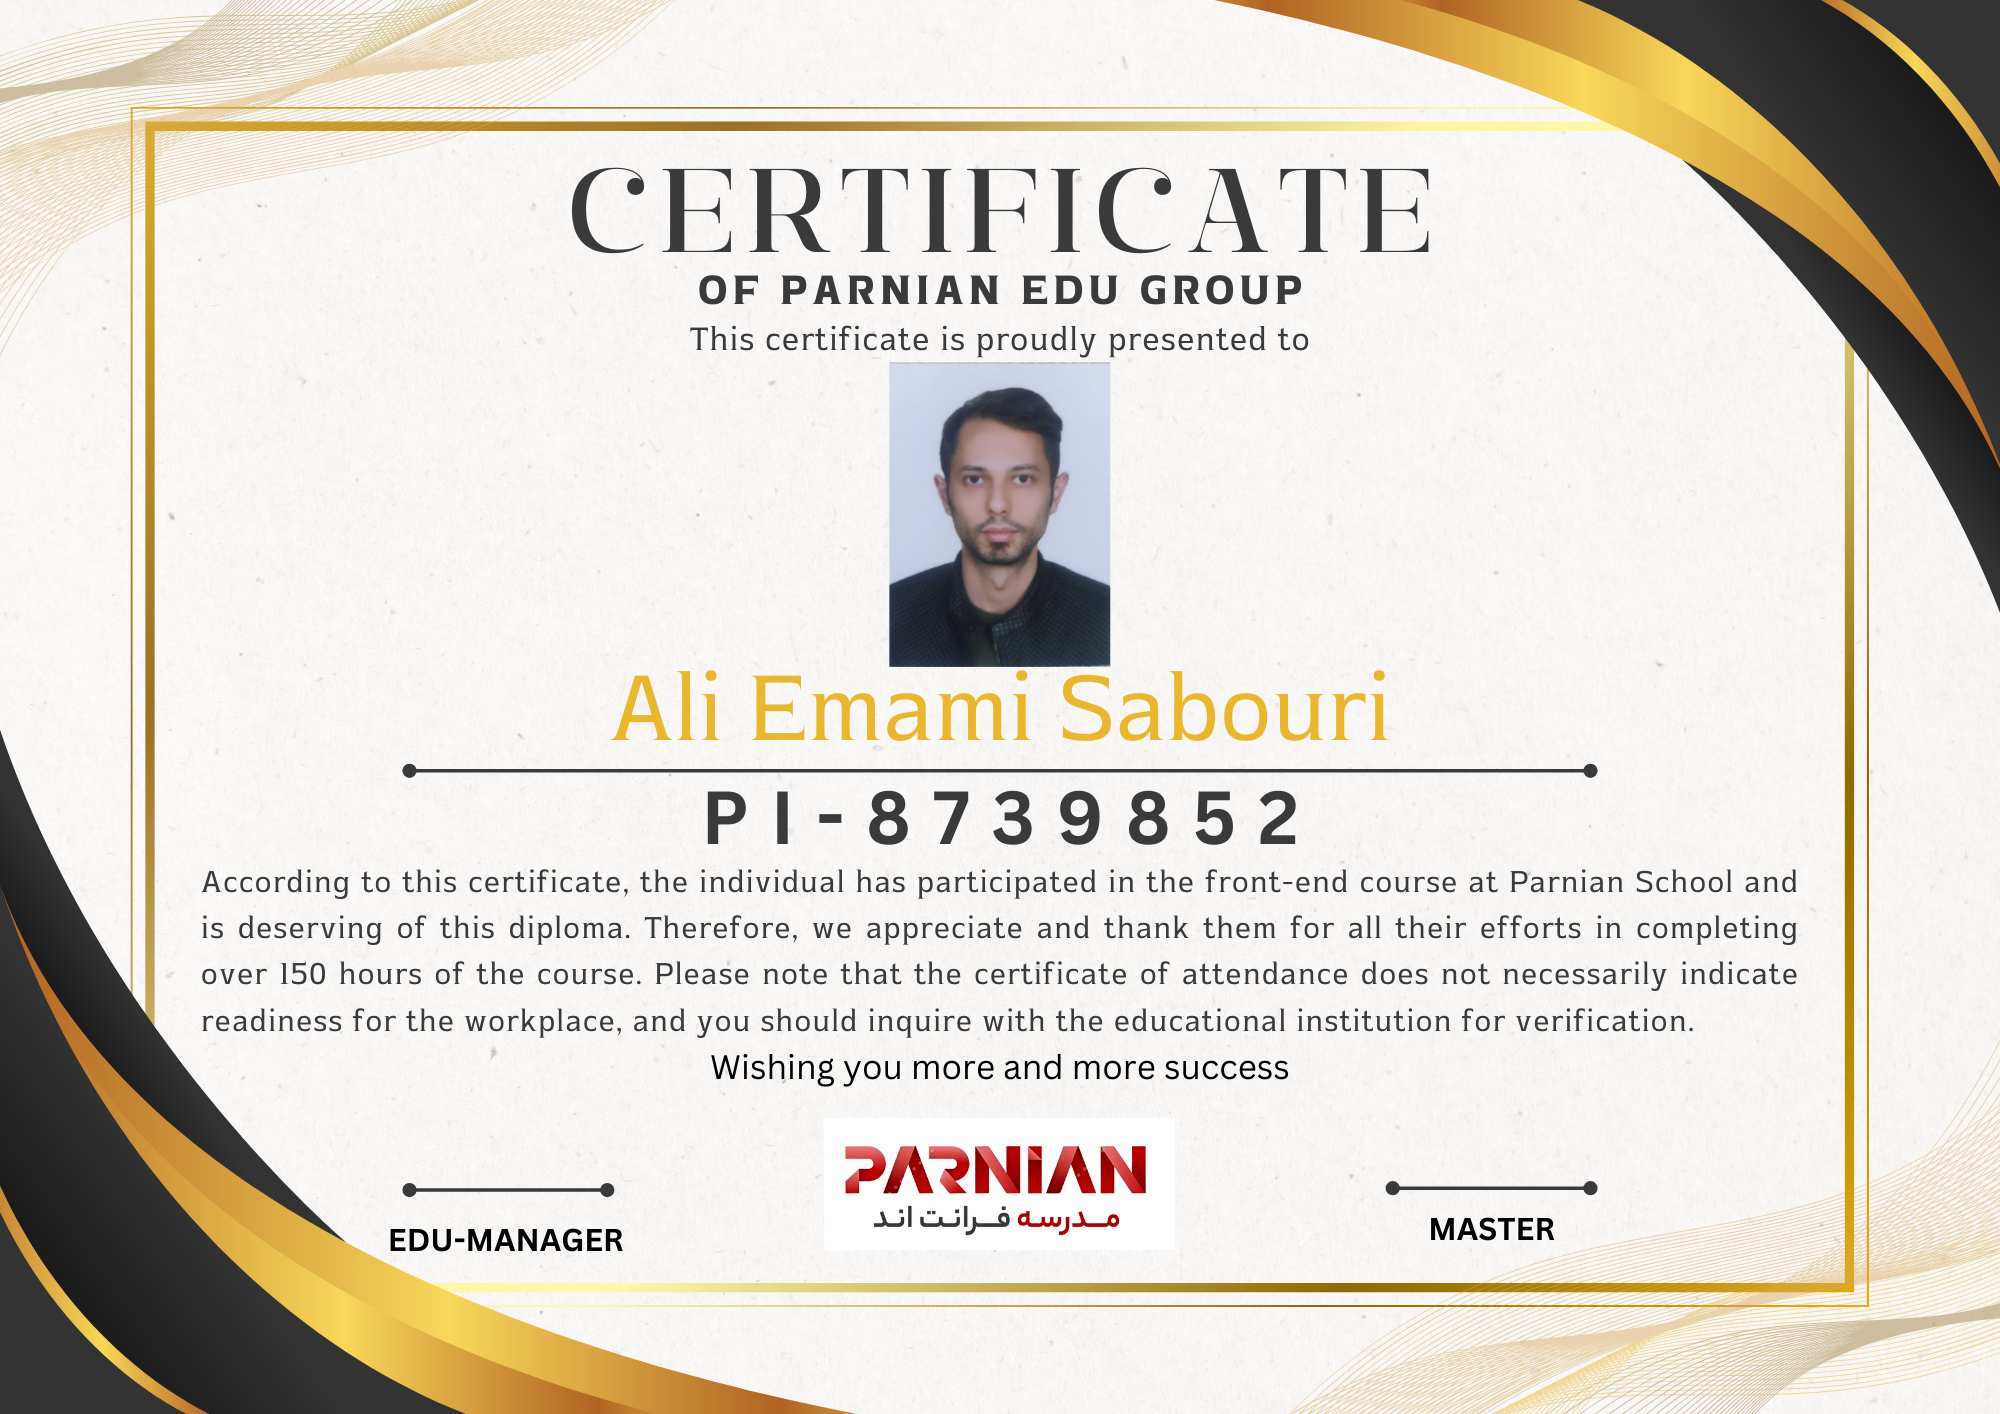 CERTIFICATE
OF PARNIAN EDU GROUP
This certificate is proudly presented to
Ali Emami Sabouri
PI-8739852
According to this certificate, the individual has participated in the front-end course at Parnian School and
is deserving of this diploma. Therefore, we appreciate and thank them for all their efforts in completing
over 150 hours of the course. Please note that the certificate of attendance does not necessarily indicate
readiness for the workplace, and you should inquire with the educational institution for verification.
Wishing you more and more success
PARNIAN
مدرسه فرانت اند
EDU-MANAGER
MASTER